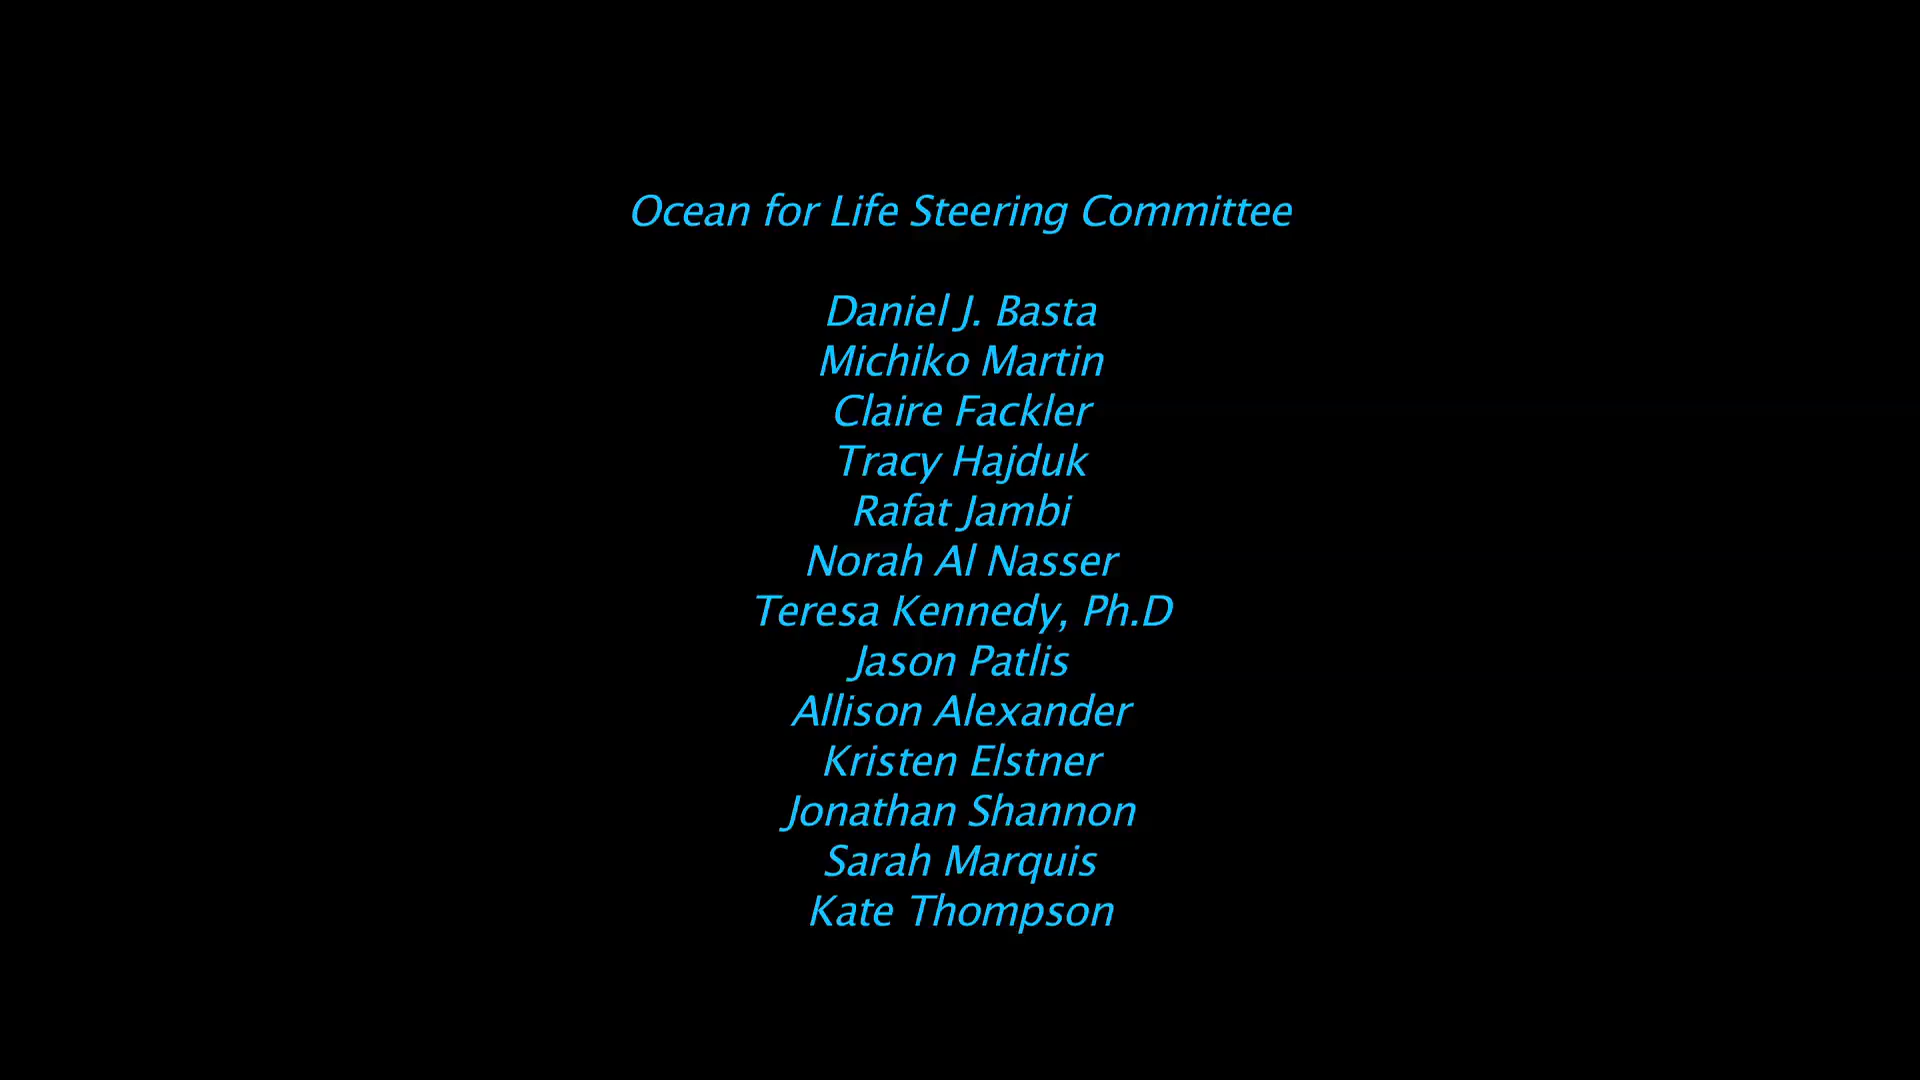 Ocean for Life Steering Committee
Daniel J. Basta
Michiko Martin
Claire Fackler
Tracy Hajduk
Rafat Jambi
Norah Al Nasser
Teresa Kennedy, Ph.D
Jason Patlis
Allison Alexander
Kristen Elstner
Jonathan Shannon
Sarah Marquis
Kate Thompson